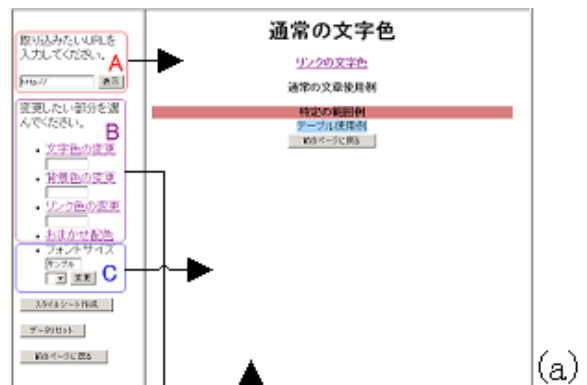 取り込みたいURLを
入力してください。
A
http://
表示
変更したい部分を選
んでください。
B
文字色の変更
背景色の変更
リンク色の変更
おまかせ配色
フォントサイズ
サンプル
変更
C
スタイルシート作成
データリセット
前のページに戻る
通常の文字色
リンクの文字色
通常の文章使用例
特定の範囲例
テーブル使用例
前のページに戻る
(a)